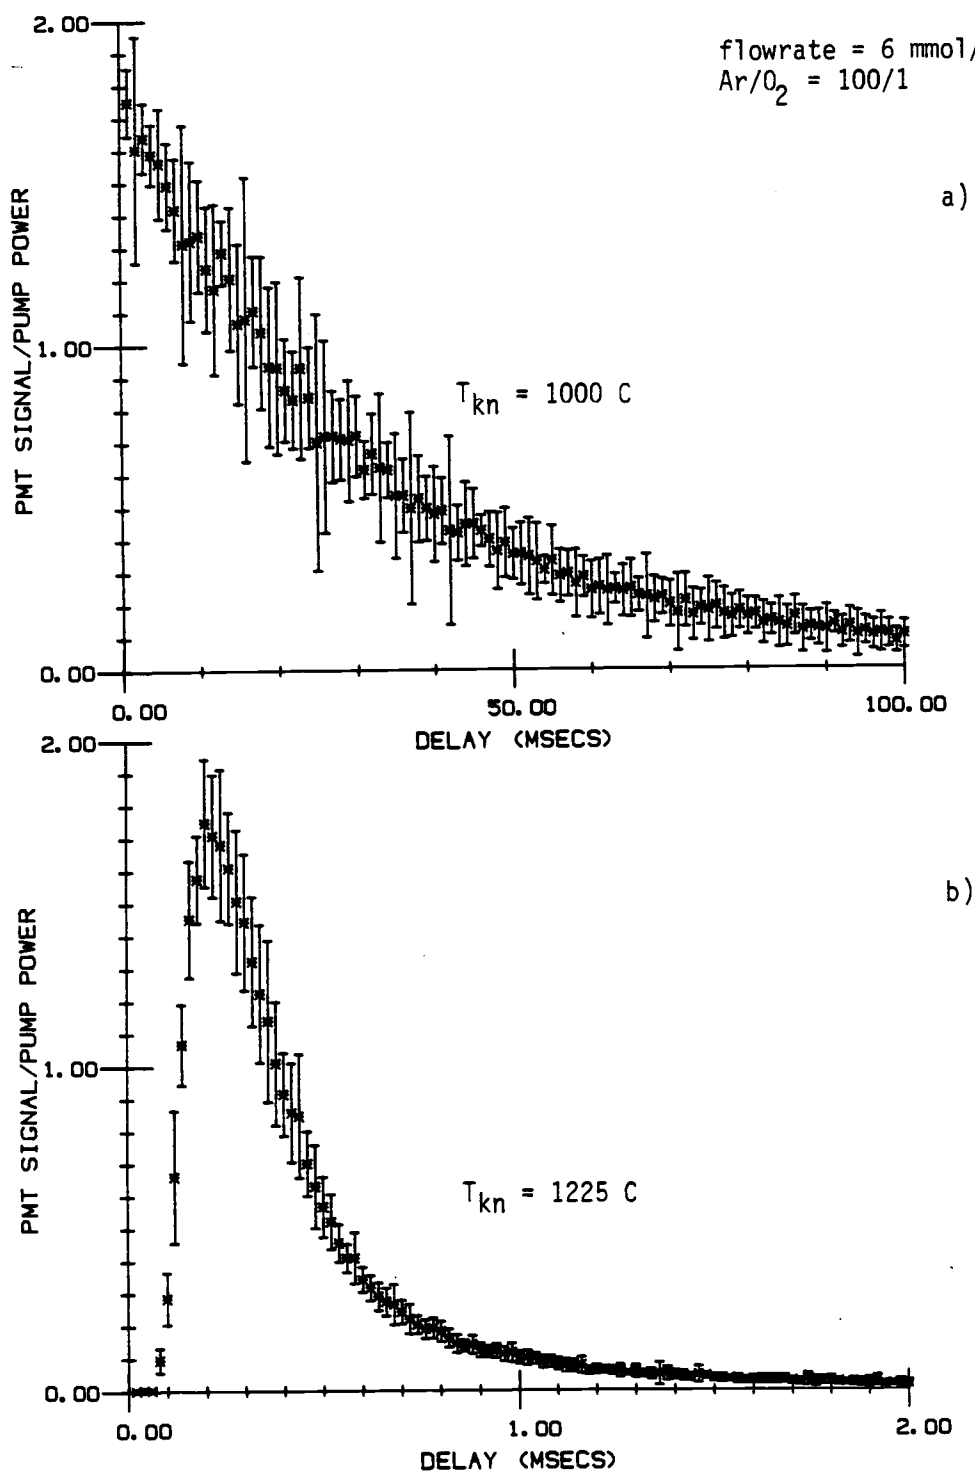 2.00
flowrate = 6 mmol/
Ar/O2 = 100/1
a)
PMT SIGNAL/PUMP POWER
1.00
Tkn = 1000 C
0.00
0.00 50.00 100.00
DELAY (MSECS)
2.00
b)
PMT SIGNAL/PUMP POWER
1.00
Tkn = 1225 C
0.00
0.00 1.00 2.00
DELAY (MSECS)